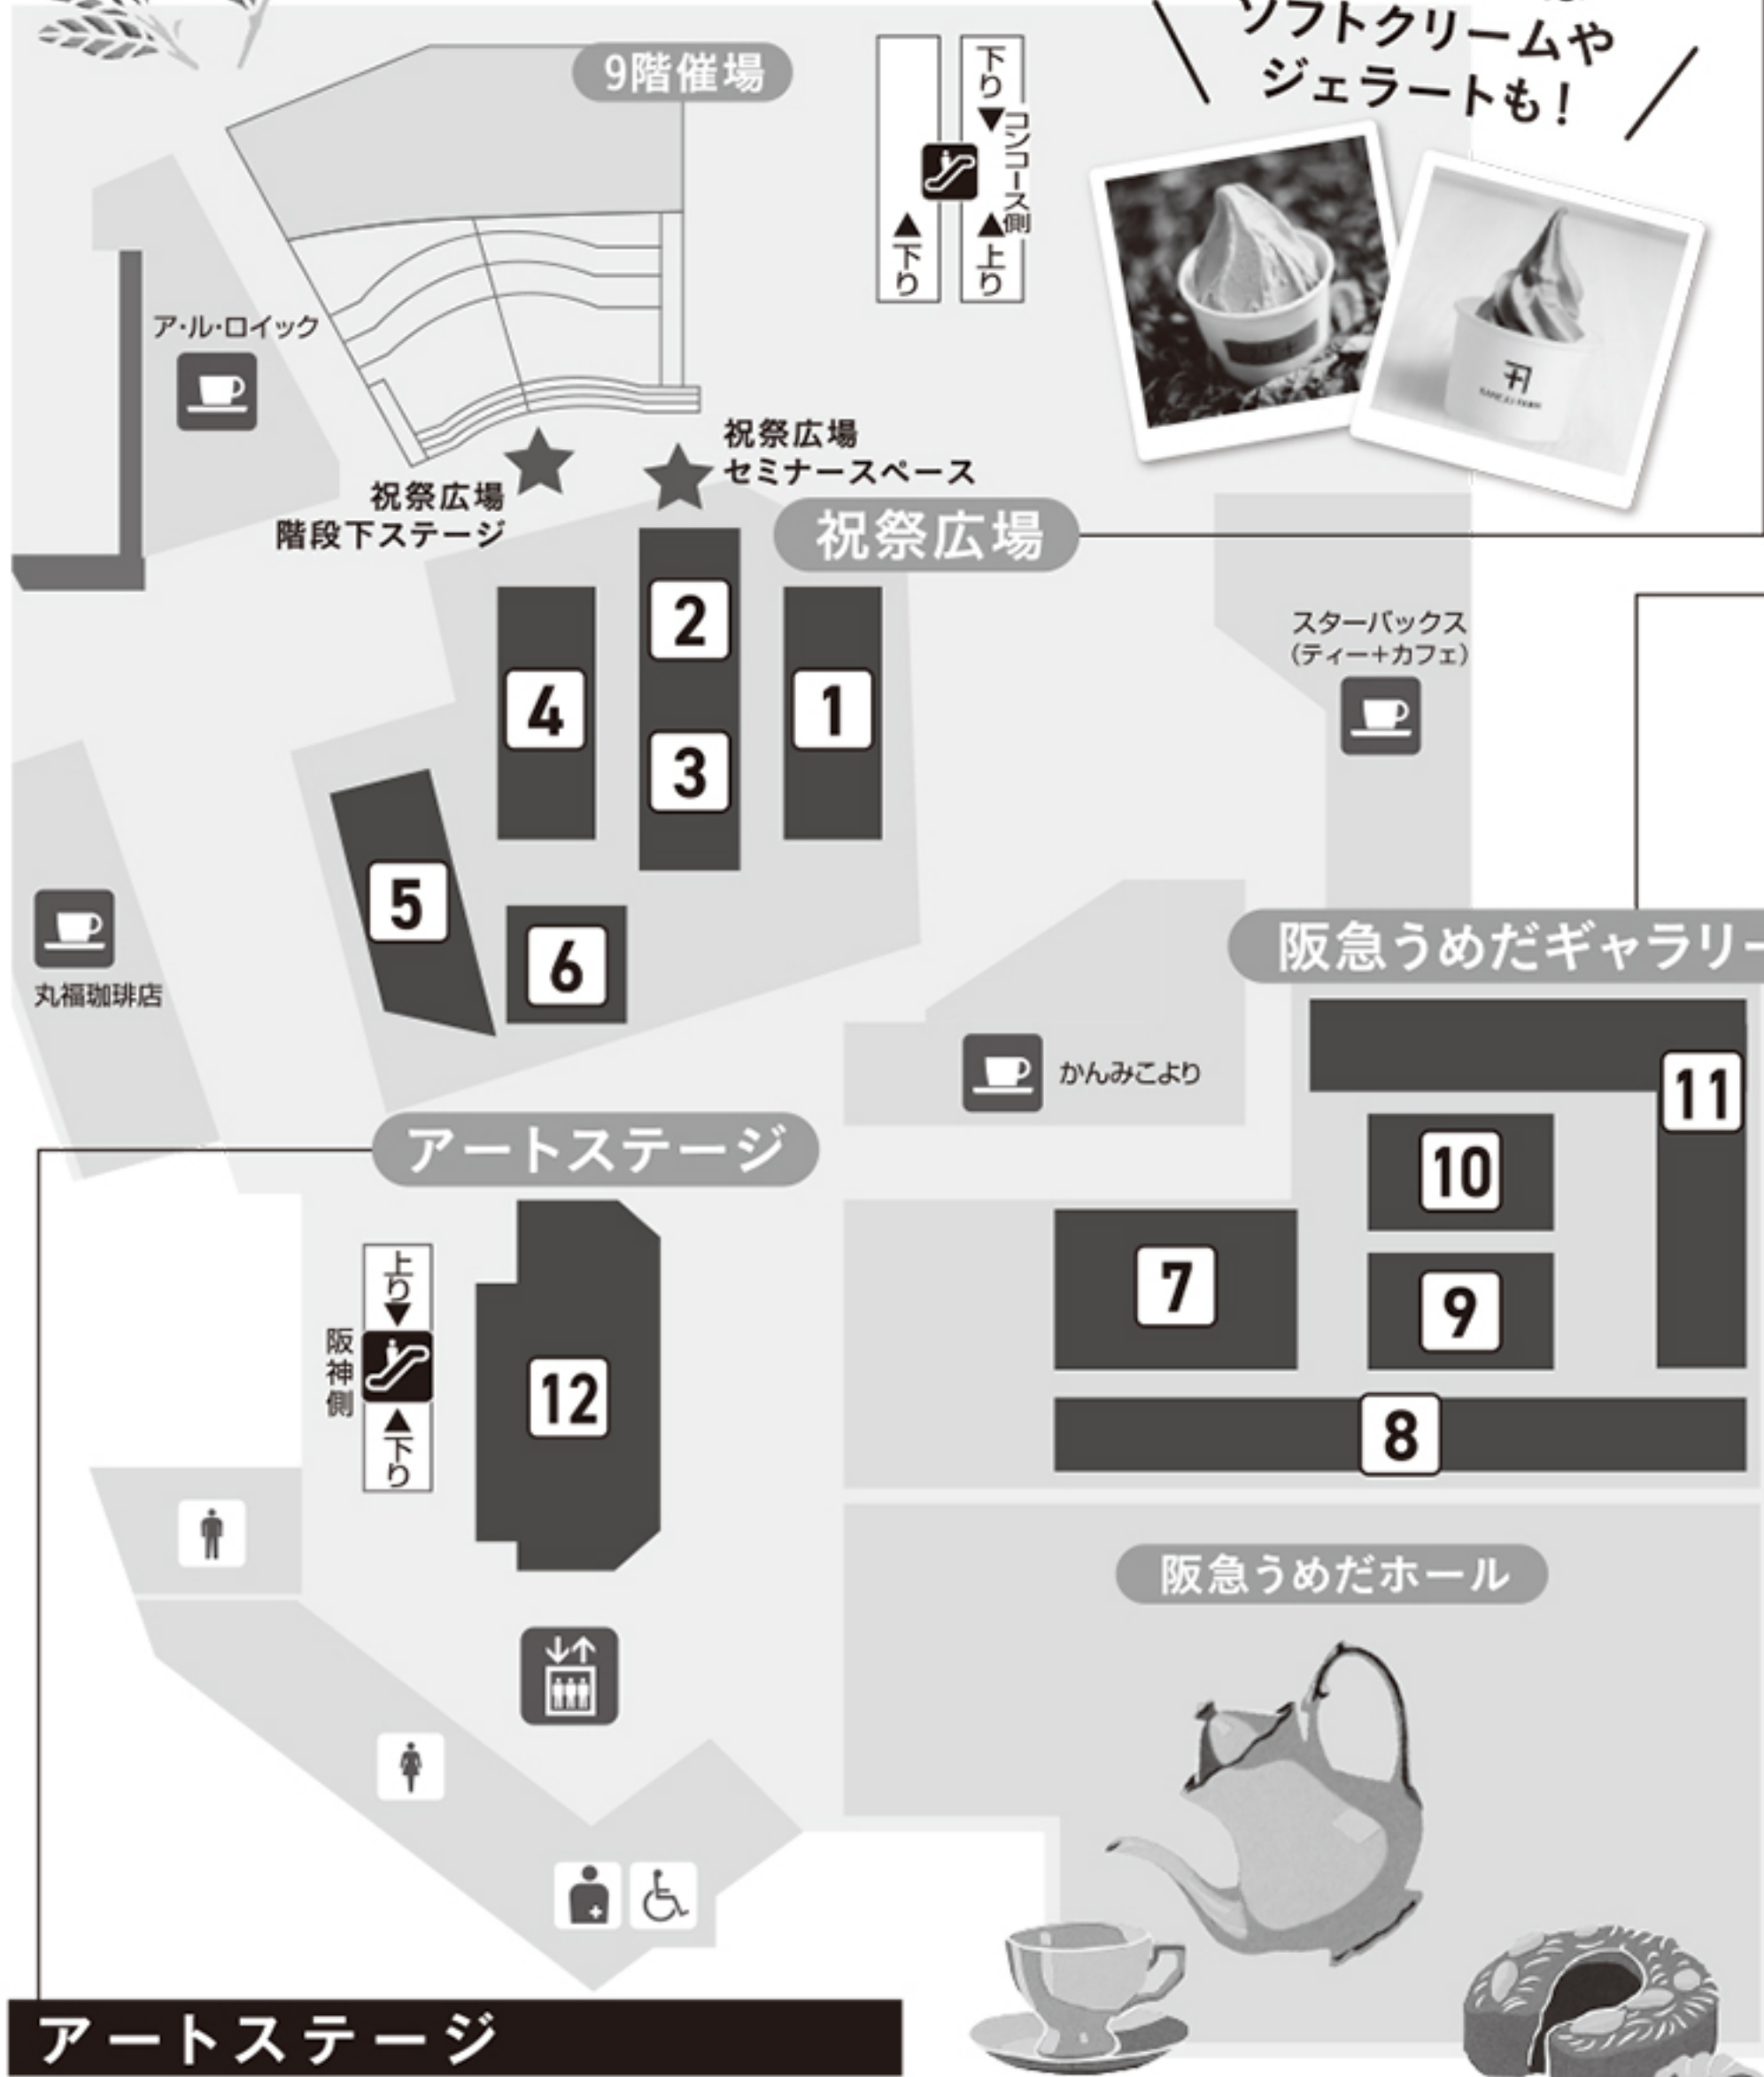 ソフトクリームや
ジェラートも！
9階催場
下り▼
コンコース側
▲下り
▲上り
ア・ル・ロイック
祝祭広場
セミナースペース
祝祭広場
階段下ステージ
祝祭広場
スターバックス
（ティー＋カフェ）
2
4
1
3
5
6
丸福珈琲店
阪急うめだギャラリー
かんみこより
11
アートステージ
10
7
9
8
上り▼
阪神側
▲下り
12
阪急うめだホール
アートステージ